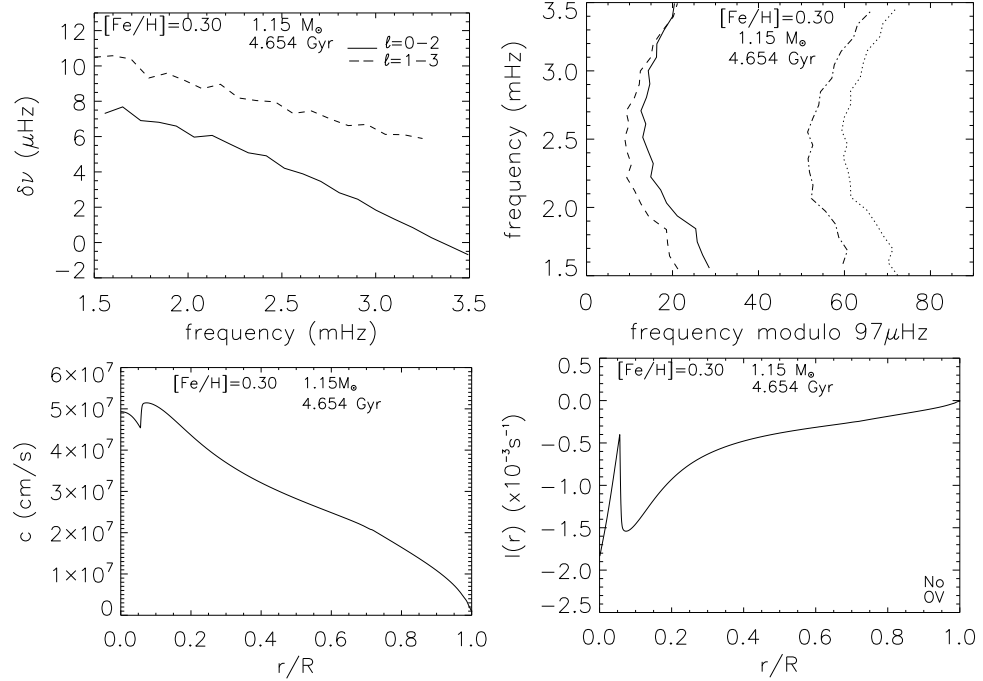 [Fe/H]=0.30 1.15 M⊙
4.654 Gyr
ℓ=0−2
ℓ=1−3
12
10
8
6
4
2
0
−2
δν (μHz)
1.5 2.0 2.5 3.0 3.5
frequency (mHz)
[Fe/H]=0.30
1.15 M⊙
4.654 Gyr
3.5
3.0
2.5
2.0
1.5
frequency (mHz)
0 20 40 60 80
frequency modulo 97μHz
[Fe/H]=0.30 1.15M⊙
4.654 Gyr
6×10⁷
5×10⁷
4×10⁷
3×10⁷
2×10⁷
1×10⁷
0
c (cm/s)
0.0 0.2 0.4 0.6 0.8 1.0
r/R
[Fe/H]=0.30 1.15 M⊙
4.654 Gyr
0.5
0.0
−0.5
−1.0
−1.5
−2.0
−2.5
I(r) (x10⁻³s⁻¹)
No
OV
0.0 0.2 0.4 0.6 0.8 1.0
r/R